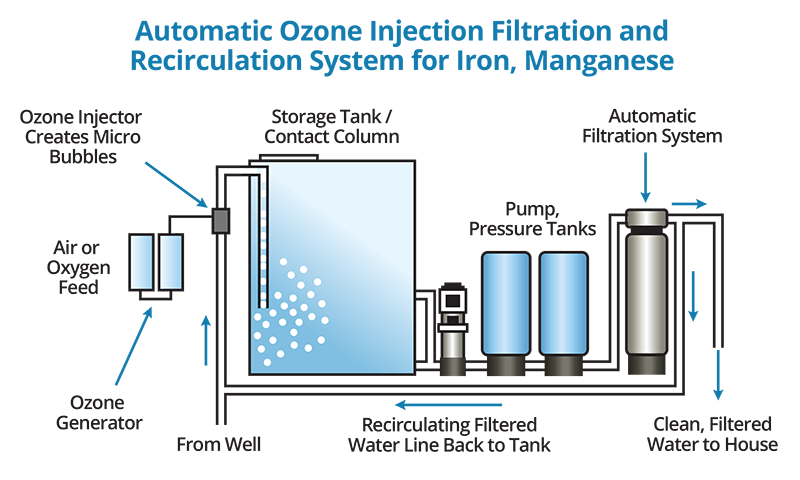 Automatic Ozone Injection Filtration and
Recirculation System for Iron, Manganese
Ozone Injector
Creates Micro
Bubbles
Storage Tank /
Contact Column
Automatic
Filtration System
Pump,
Pressure Tanks
Air or
Oxygen
Feed
Ozone
Generator
From Well
Recirculating Filtered
Water Line Back to Tank
Clean, Filtered
Water to House